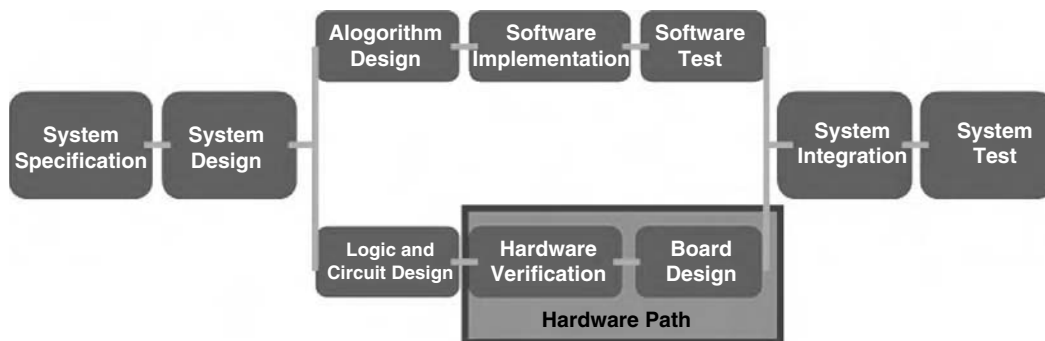 System
Specification
System
Design
Alogorithm
Design
Software
Implementation
Software
Test
Logic and
Circuit Design
Hardware
Verification
Board
Design
Hardware Path
System
Integration
System
Test